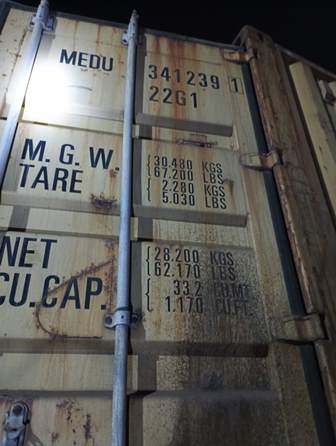 MEDU 341239 1
22G1
M.G.W. 30.480 KGS
67.200 LBS
TARE 2.280 KGS
5.030 LBS
NET 28.200 KGS
62.170 LBS
CU.CAP. 33.2 CU.MT
1.170 CU.FT.